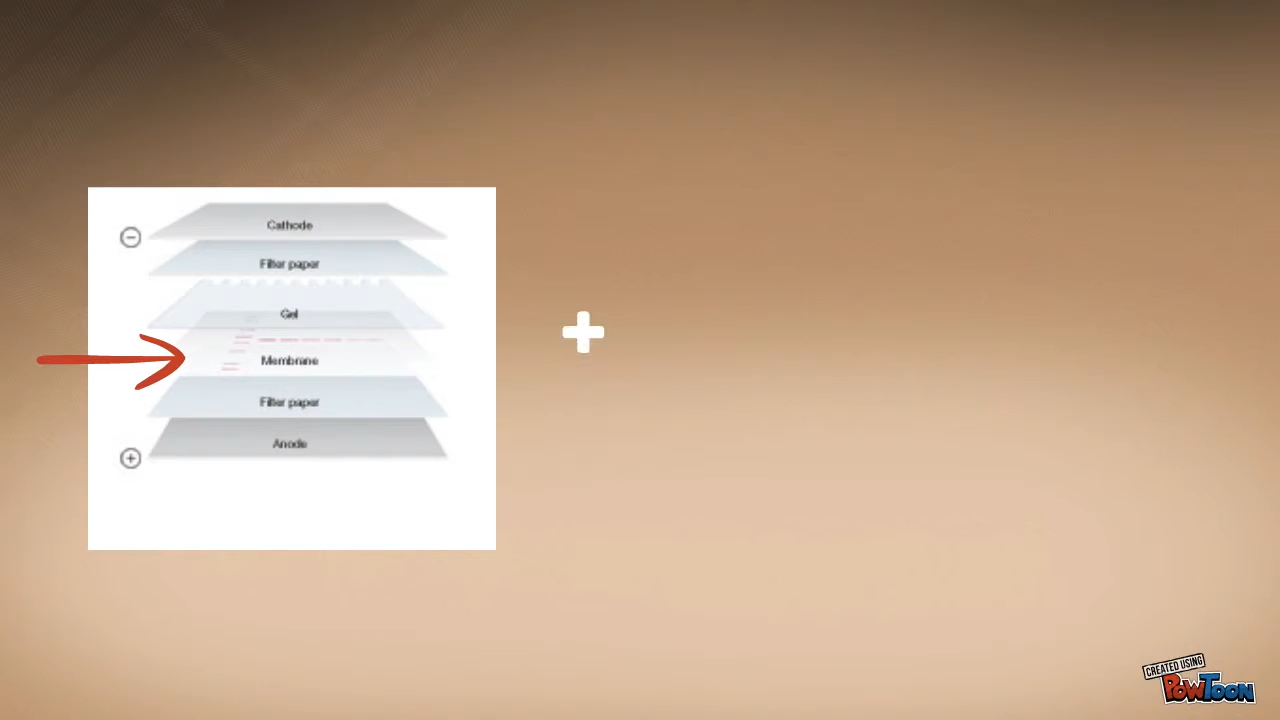 Cathode
Filter paper
Gel
Membrane
Filter paper
Anode
CREATED USING
POWTOON